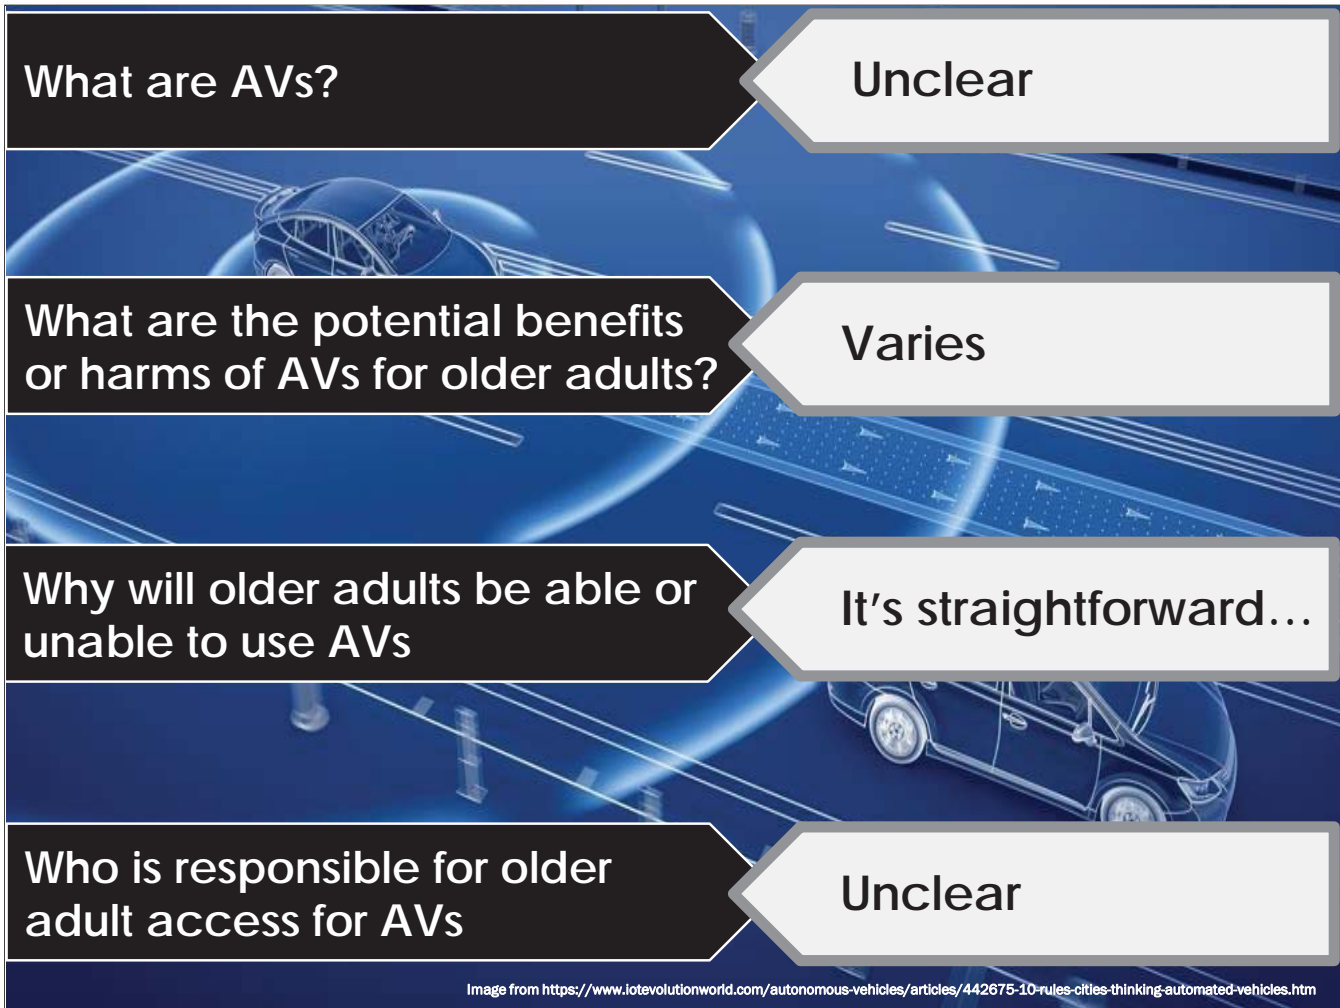 What are AVs?
Unclear
What are the potential benefits
or harms of AVs for older adults?
Varies
Why will older adults be able or
unable to use AVs
It's straightforward…
Who is responsible for older
adult access for AVs
Unclear
Image from https://www.iotevolutionworld.com/autonomous-vehicles/articles/442675-10-rules-cities-thinking-automated-vehicles.htm